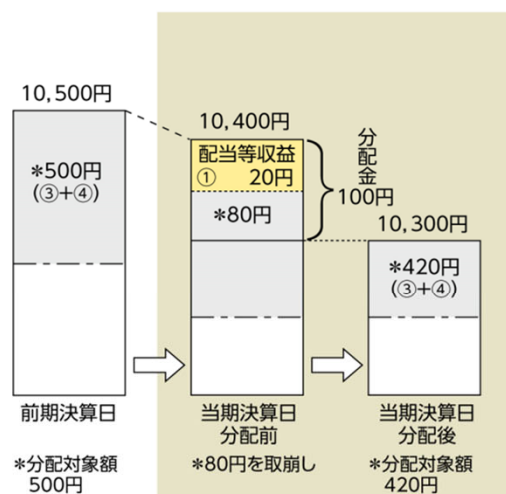 10,500円
*500円
(③+④)
前期決算日
*分配対象額
500円
10,400円
配当等収益
① 20円
*80円
分配金
100円
当期決算日
分配前
*80円を取崩し
10,300円
*420円
(③+④)
当期決算日
分配後
*分配対象額
420円